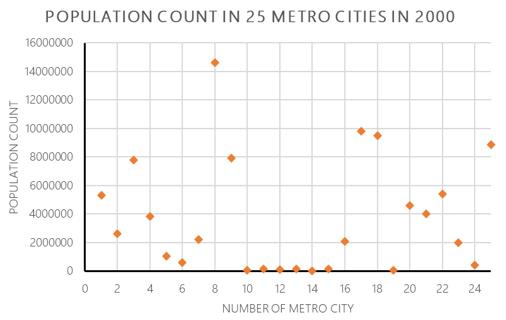 POPULATION COUNT IN 25 METRO CITIES IN 2000
16000000
14000000
12000000
10000000
8000000
6000000
4000000
2000000
0
POPULATION COUNT
0 2 4 6 8 10 12 14 16 18 20 22 24
NUMBER OF METRO CITY